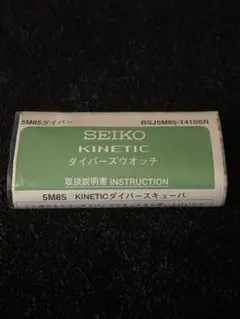 5M85ダイバー BSJ5M85-1410SR
SEIKO
KINETIC
ダイバーズウオッチ
取扱説明書 INSTRUCTION
5M85 KINETICダイバースキューバ